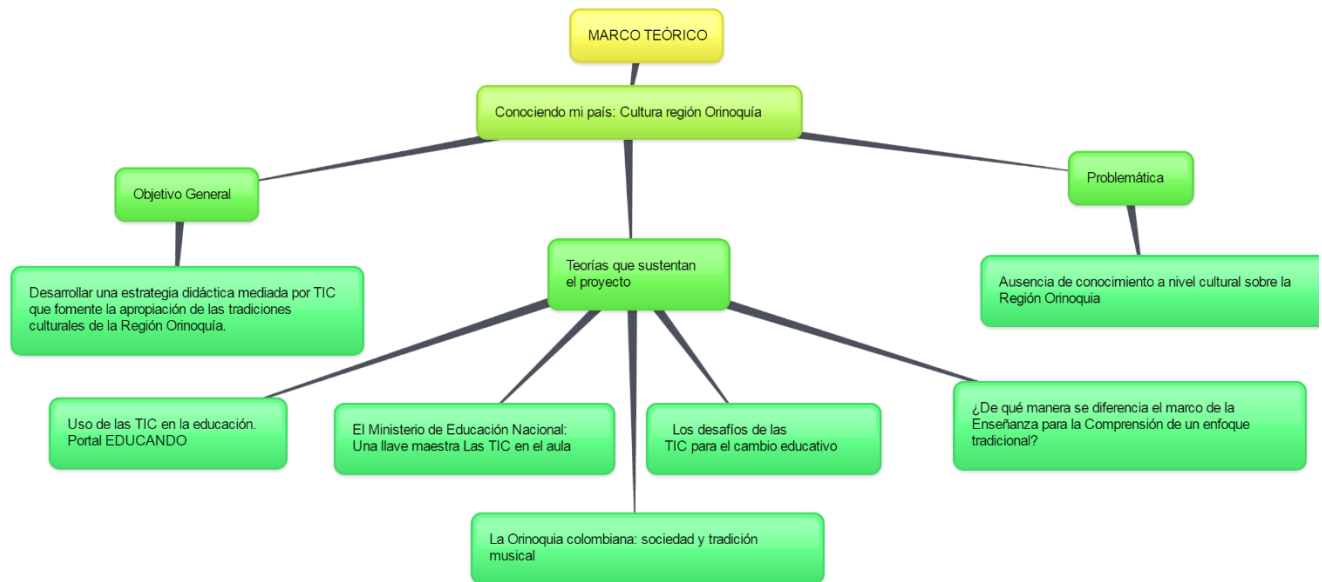 MARCO TEÓRICO
Conociendo mi país: Cultura región Orinoquía
Objetivo General
Problemática
Desarrollar una estrategia didáctica mediada por TIC
que fomente la apropiación de las tradiciones
culturales de la Región Orinoquía.
Teorías que sustentan
el proyecto
Ausencia de conocimiento a nivel cultural sobre la
Región Orinoquia
Uso de las TIC en la educación.
Portal EDUCANDO
El Ministerio de Educación Nacional:
Una llave maestra Las TIC en el aula
Los desafíos de las
TIC para el cambio educativo
¿De qué manera se diferencia el marco de la
Enseñanza para la Comprensión de un enfoque
tradicional?
La Orinoquia colombiana: sociedad y tradición
musical